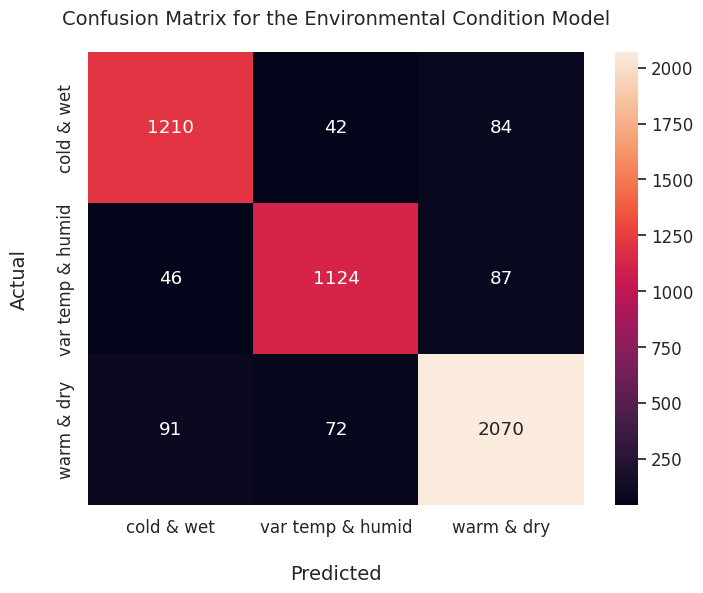 Confusion Matrix for the Environmental Condition Model
Actual
cold & wet
var temp & humid
warm & dry
1210 42 84
46 1124 87
91 72 2070
cold & wet var temp & humid warm & dry
Predicted
2000
1750
1500
1250
1000
750
500
250